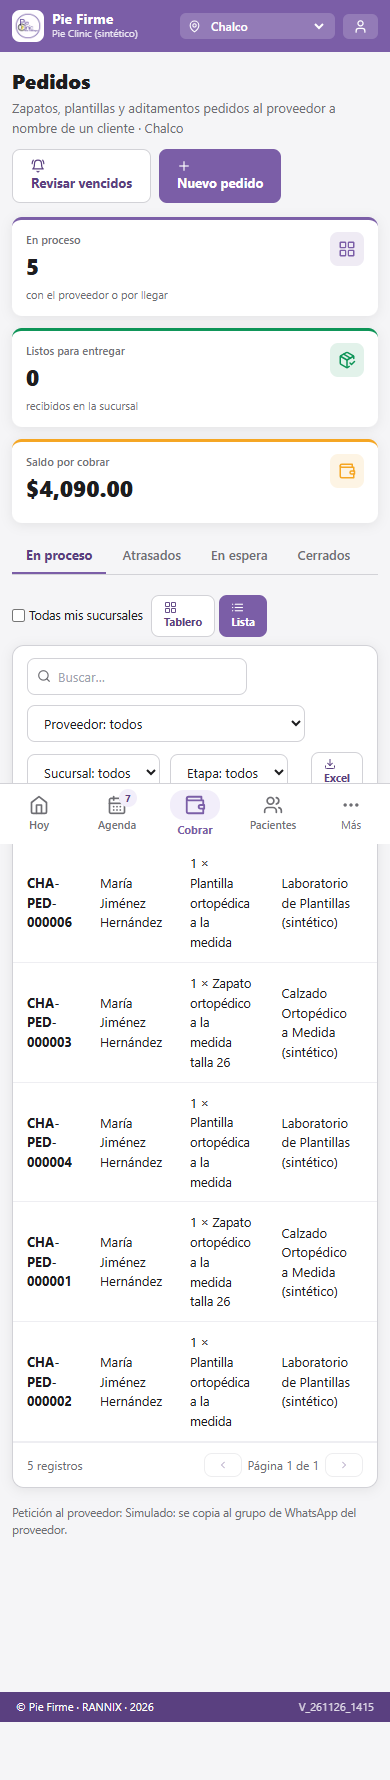 Pie Firme
Pie Clinic (sintético)
Chalco
Pedidos
Zapatos, plantillas y aditamentos pedidos al proveedor a
nombre de un cliente · Chalco
Revisar vencidos
Nuevo pedido
En proceso
5
con el proveedor o por llegar
Listos para entregar
0
recibidos en la sucursal
Saldo por cobrar
$4,090.00
En proceso
Atrasados
En espera
Cerrados
Todas mis sucursales
Tablero
Lista
Buscar...
Proveedor: todos
Sucursal: todos
Etapa: todos
Excel
Hoy
7
Agenda
Cobrar
Pacientes
Más
CHA-
PED-
000006
María
Jiménez
Hernández
1 ×
Plantilla
ortopédica
a la
medida
Laboratorio
de Plantillas
(sintético)
CHA-
PED-
000003
María
Jiménez
Hernández
1 × Zapato
ortopédico
a la
medida
talla 26
Calzado
Ortopédico
a Medida
(sintético)
CHA-
PED-
000004
María
Jiménez
Hernández
1 ×
Plantilla
ortopédica
a la
medida
Laboratorio
de Plantillas
(sintético)
CHA-
PED-
000001
María
Jiménez
Hernández
1 × Zapato
ortopédico
a la
medida
talla 26
Calzado
Ortopédico
a Medida
(sintético)
CHA-
PED-
000002
María
Jiménez
Hernández
1 ×
Plantilla
ortopédica
a la
medida
Laboratorio
de Plantillas
(sintético)
5 registros
Página 1 de 1
Petición al proveedor: Simulado: se copia al grupo de WhatsApp del
proveedor.
© Pie Firme · RANNIX · 2026
V_261126_1415